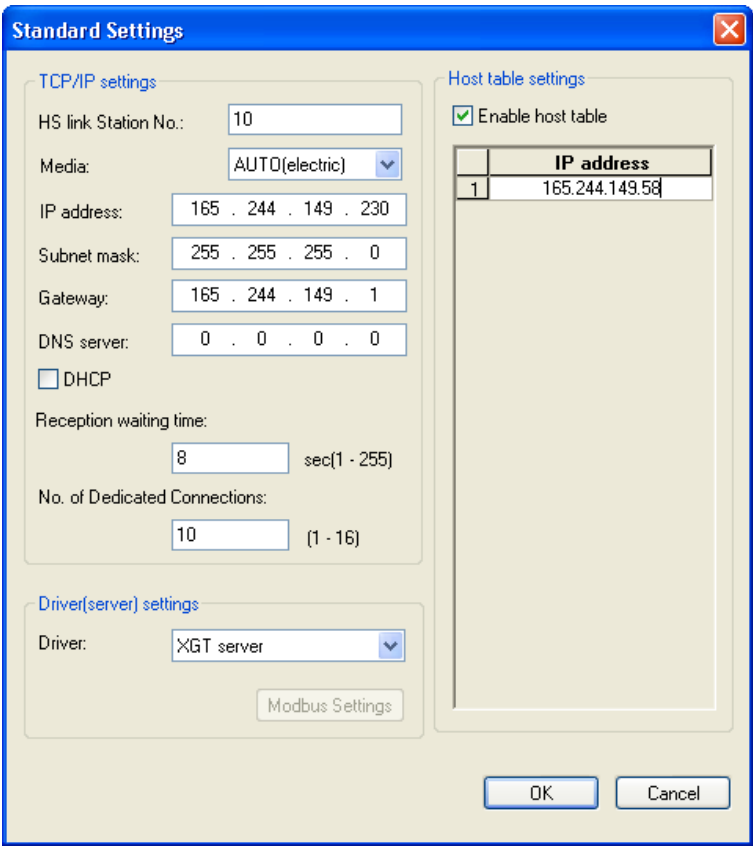 Standard Settings
TCP/IP settings
HS link Station No.: 10
Media: AUTO(electric)
IP address: 165 . 244 . 149 . 230
Subnet mask: 255 . 255 . 255 . 0
Gateway: 165 . 244 . 149 . 1
DNS server: 0 . 0 . 0 . 0
DHCP
Reception waiting time:
8 sec(1 - 255)
No. of Dedicated Connections:
10 (1 - 16)
Driver(server) settings
Driver: XGT server
Modbus Settings
Host table settings
Enable host table
IP address
1 165.244.149.58
OK Cancel